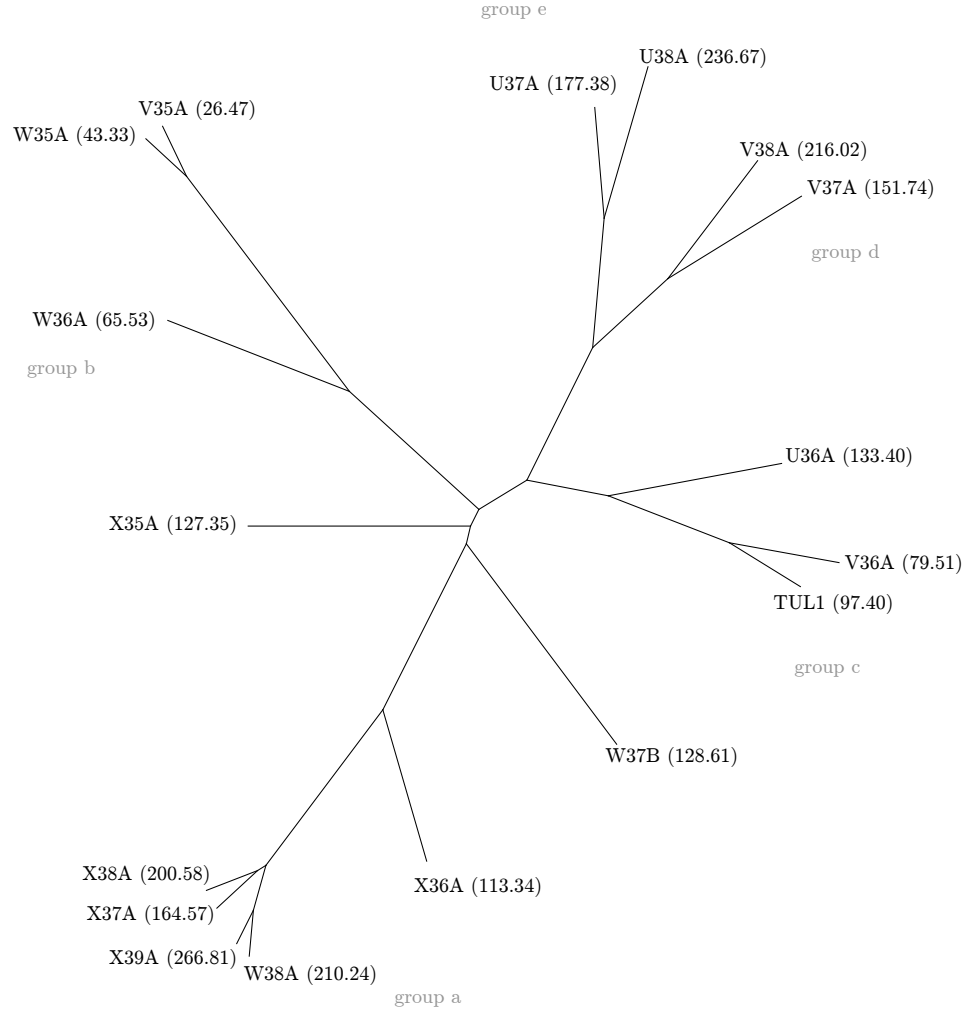 group e
U38A (236.67)
U37A (177.38)
V35A (26.47)
W35A (43.33)
V38A (216.02)
V37A (151.74)
group d
W36A (65.53)
group b
U36A (133.40)
X35A (127.35)
V36A (79.51)
TUL1 (97.40)
group c
W37B (128.61)
X38A (200.58)
X36A (113.34)
X37A (164.57)
X39A (266.81)
W38A (210.24)
group a